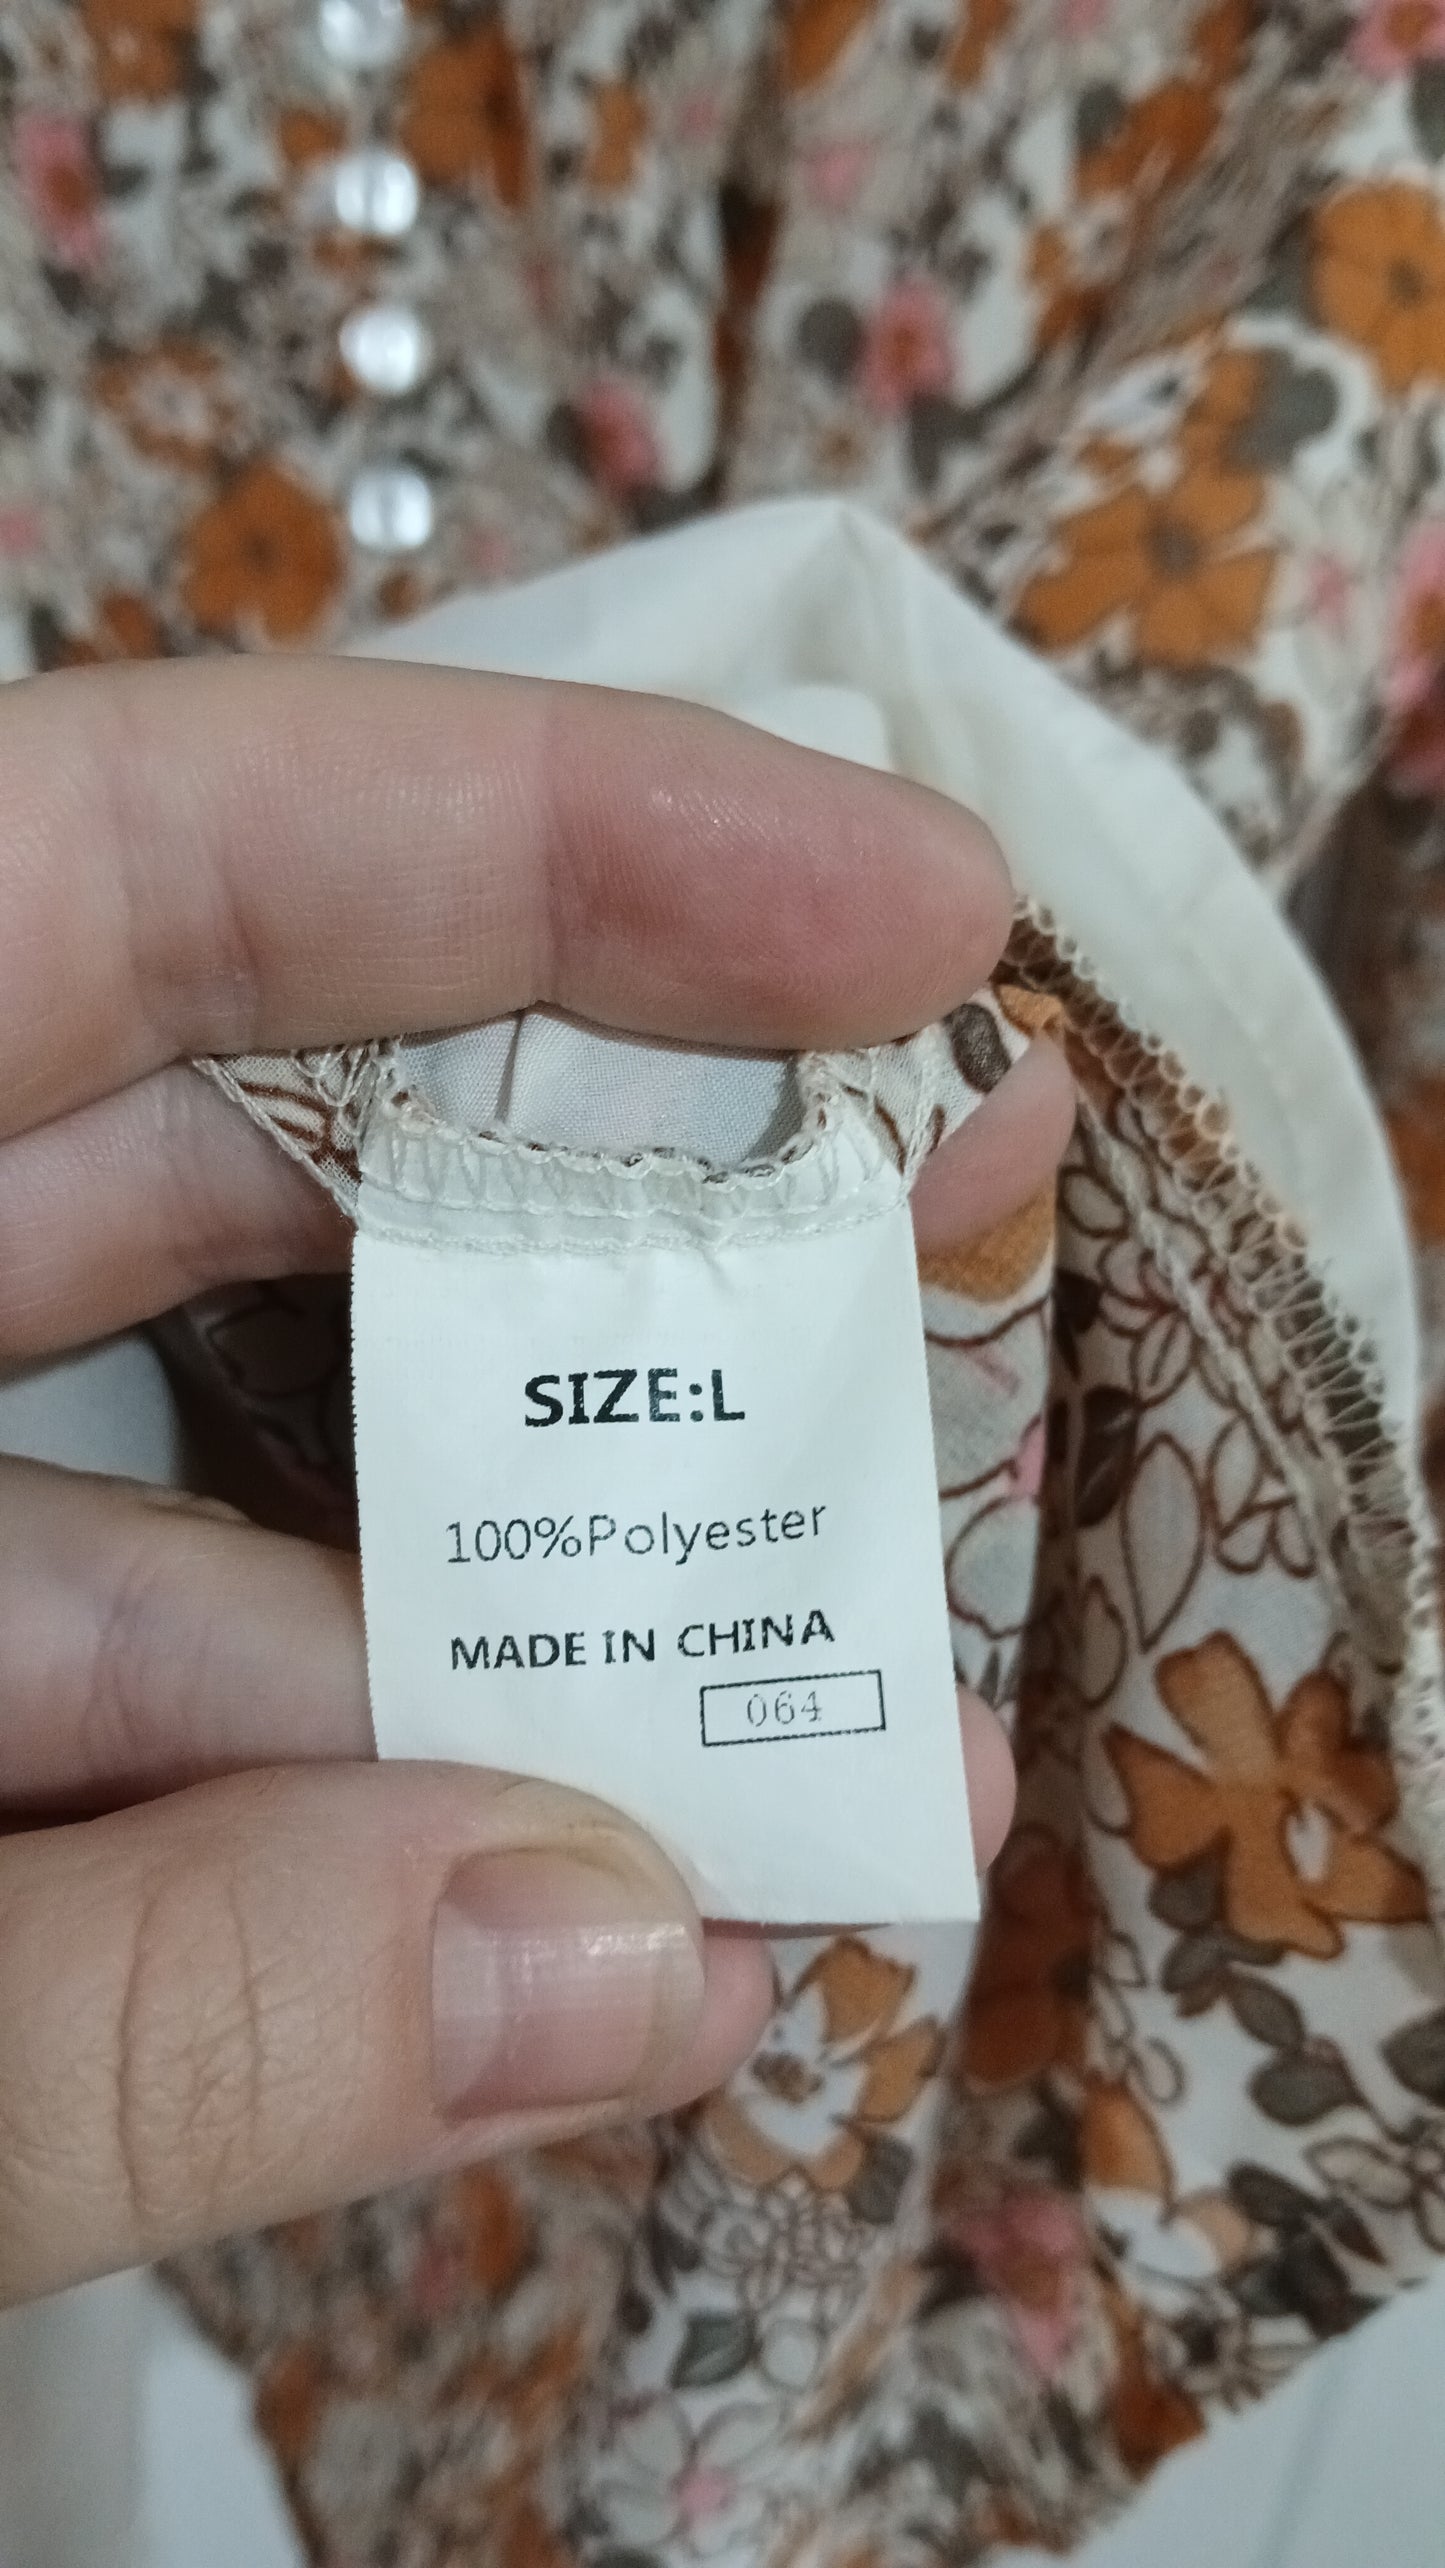 SIZE:L
100%Polyester
MADE IN CHINA
064